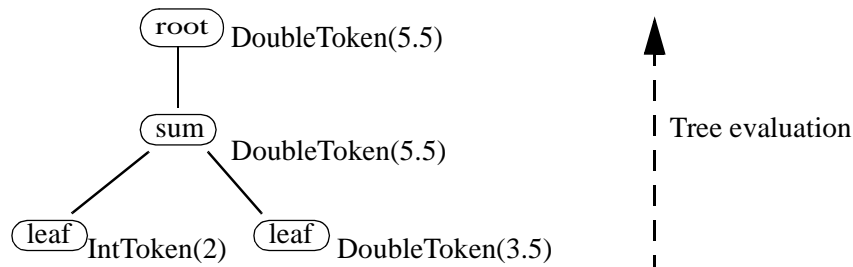 root
DoubleToken(5.5)
sum
DoubleToken(5.5)
Tree evaluation
leaf
IntToken(2)
leaf
DoubleToken(3.5)